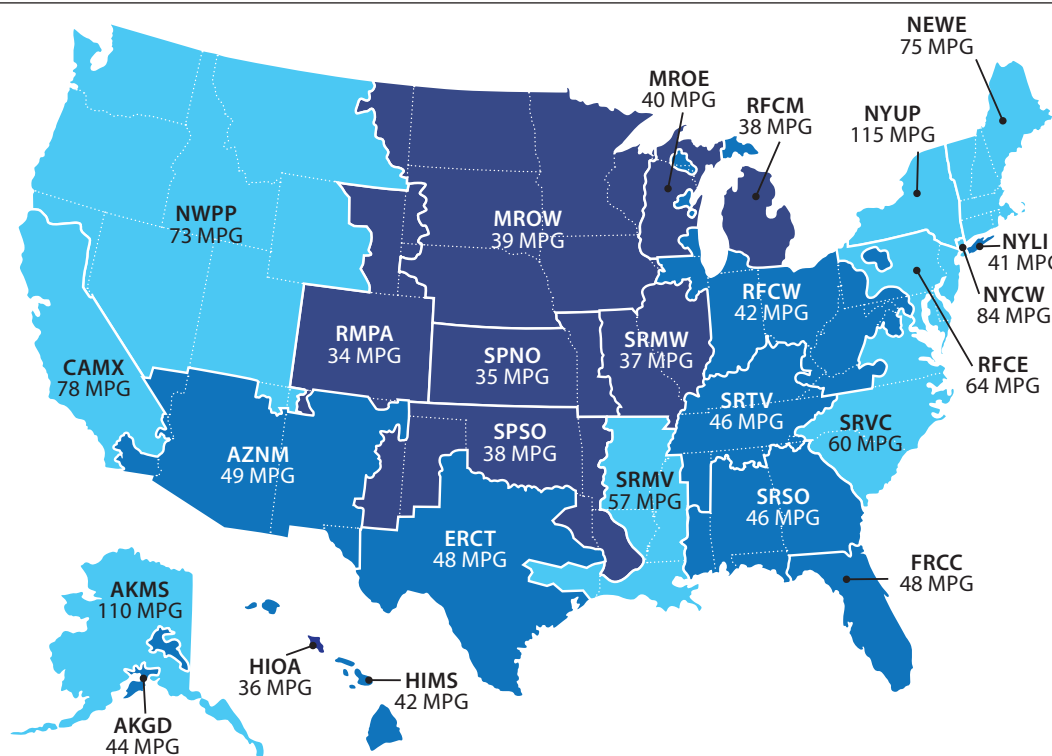 NEWE
75 MPG
MROE
40 MPG
RFCM
38 MPG
NYUP
115 MPG
NWPP
73 MPG
MROW
39 MPG
NYLI
41 MPG
NYCW
84 MPG
RFCW
42 MPG
RMPA
34 MPG
SRMW
37 MPG
SPNO
35 MPG
CAMX
78 MPG
RFCE
64 MPG
SRTV
46 MPG
SRVC
60 MPG
SPSO
38 MPG
AZNM
49 MPG
SRMV
57 MPG
SRSO
46 MPG
ERCT
48 MPG
FRCC
48 MPG
AKMS
110 MPG
HIOA
36 MPG
HIMS
42 MPG
AKGD
44 MPG